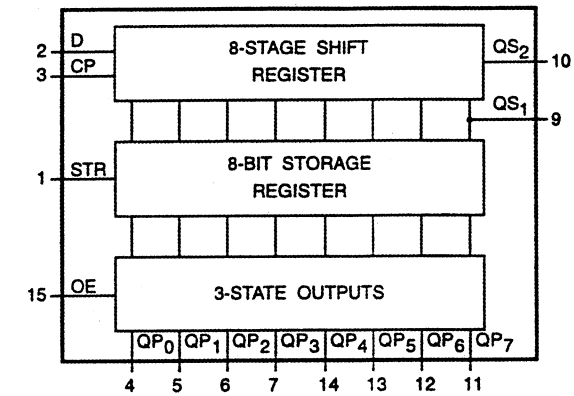 D
2
8-STAGE SHIFT
REGISTER
QS2
10
CP
3
QS1
9
8-BIT STORAGE
REGISTER
STR
1
OE
15
3-STATE OUTPUTS
QP0 QP1 QP2 QP3 QP4 QP5 QP6 QP7
4 5 6 7 14 13 12 11